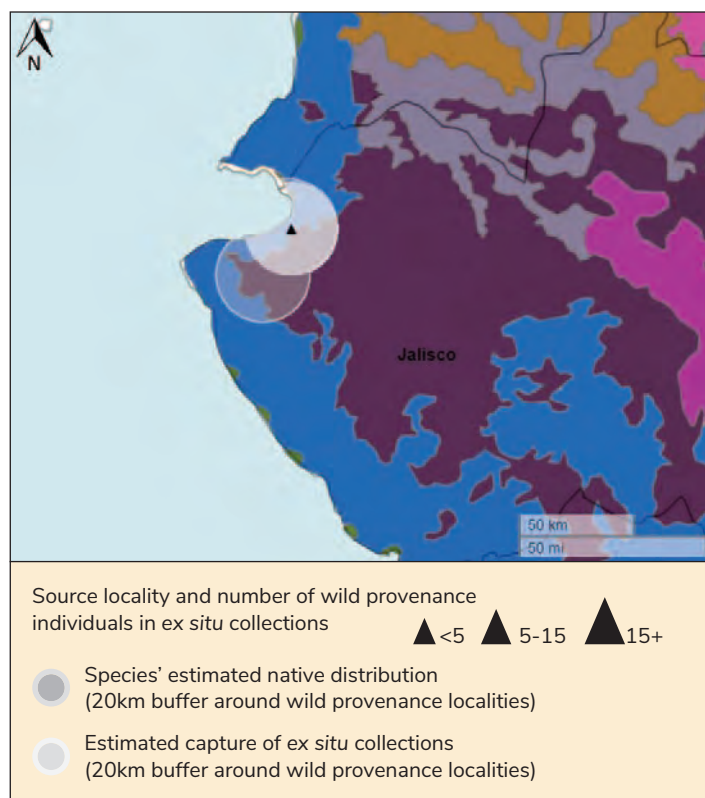 N
Jalisco
50 km
50 mi
Source locality and number of wild provenance
individuals in ex situ collections
<5 5-15 15+
Species’ estimated native distribution
(20km buffer around wild provenance localities)
Estimated capture of ex situ collections
(20km buffer around wild provenance localities)